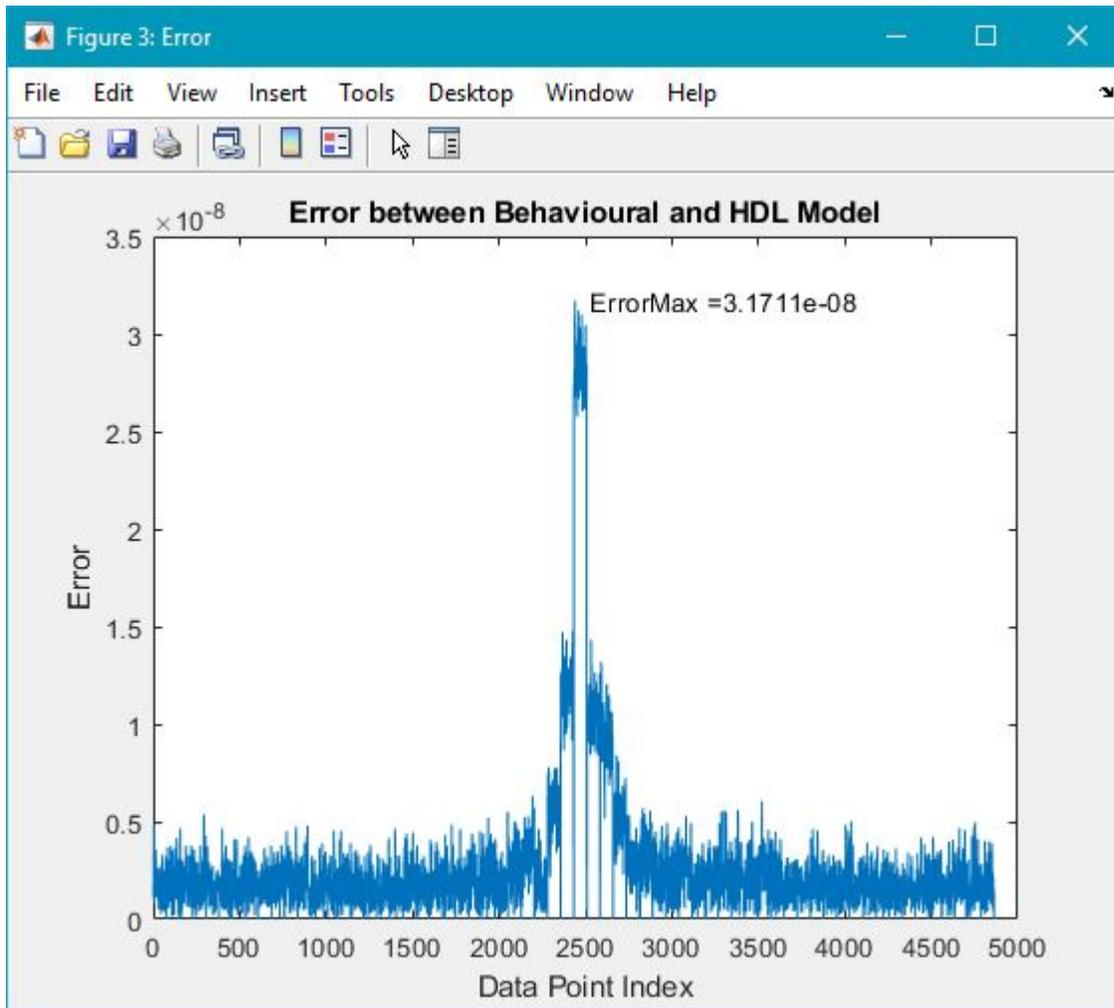 Figure 3: Error
File Edit View Insert Tools Desktop Window Help
×10-8
Error between Behavioural and HDL Model
3.5
ErrorMax =3.1711e-08
3
2.5
2
1.5
1
0.5
0
Error
0 500 1000 1500 2000 2500 3000 3500 4000 4500 5000
Data Point Index